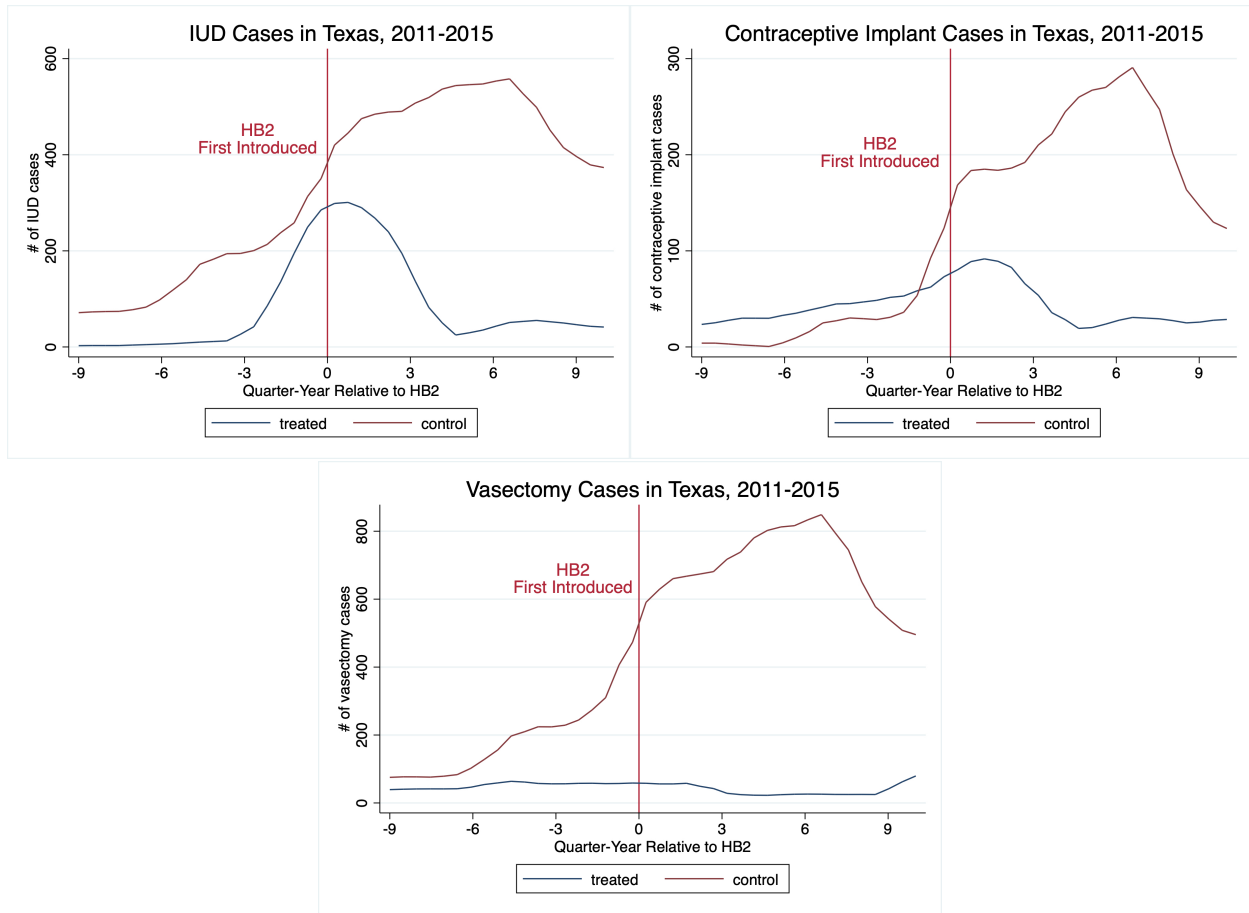 IUD Cases in Texas, 2011-2015
# of IUD cases
600
400
200
0
HB2
First Introduced
-9 -6 -3 0 3 6 9
Quarter-Year Relative to HB2
treated control
Contraceptive Implant Cases in Texas, 2011-2015
# of contraceptive implant cases
300
200
100
0
HB2
First Introduced
-9 -6 -3 0 3 6 9
Quarter-Year Relative to HB2
treated control
Vasectomy Cases in Texas, 2011-2015
# of vasectomy cases
800
600
400
200
0
HB2
First Introduced
-9 -6 -3 0 3 6 9
Quarter-Year Relative to HB2
treated control